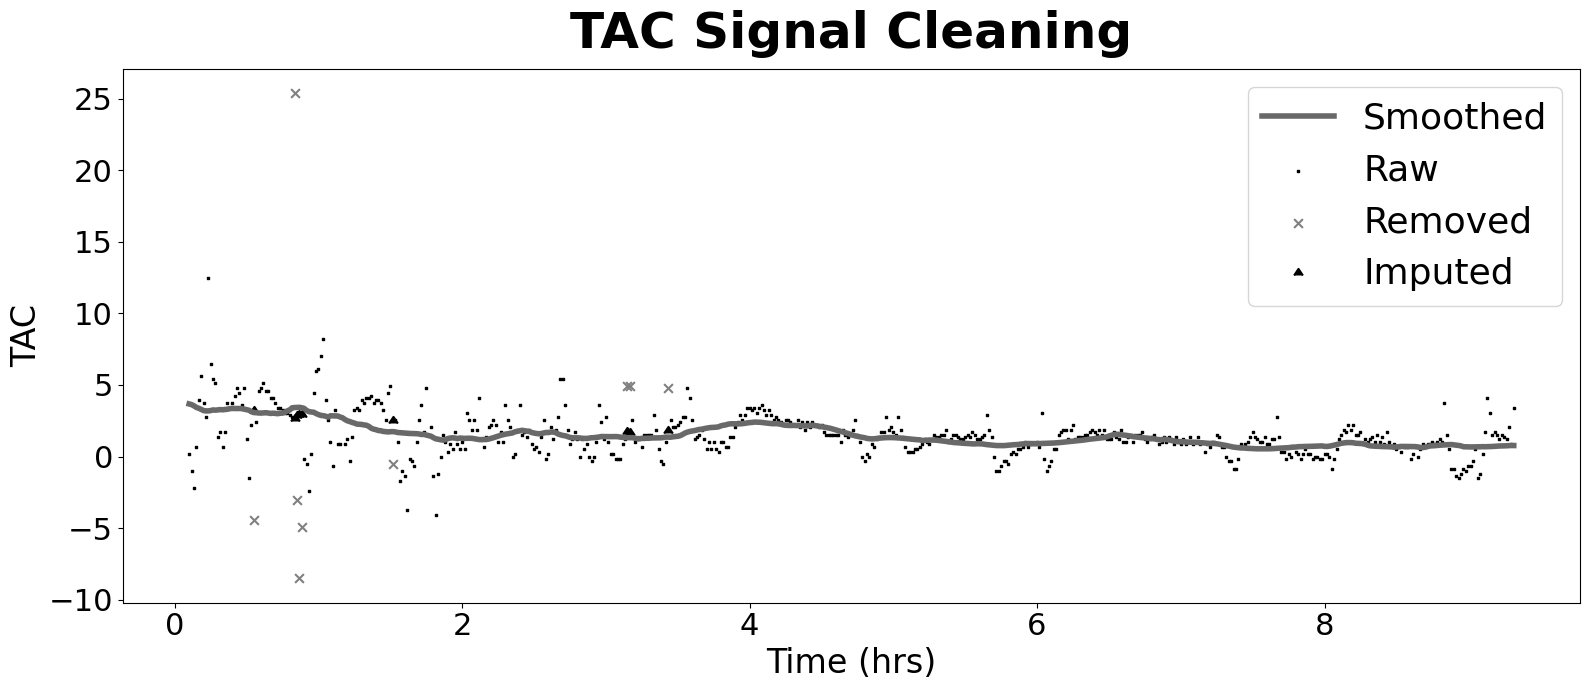 TAC Signal Cleaning
25
20
15
10
5
0
−5
−10
TAC
Smoothed
Raw
Removed
Imputed
0 2 4 6 8
Time (hrs)